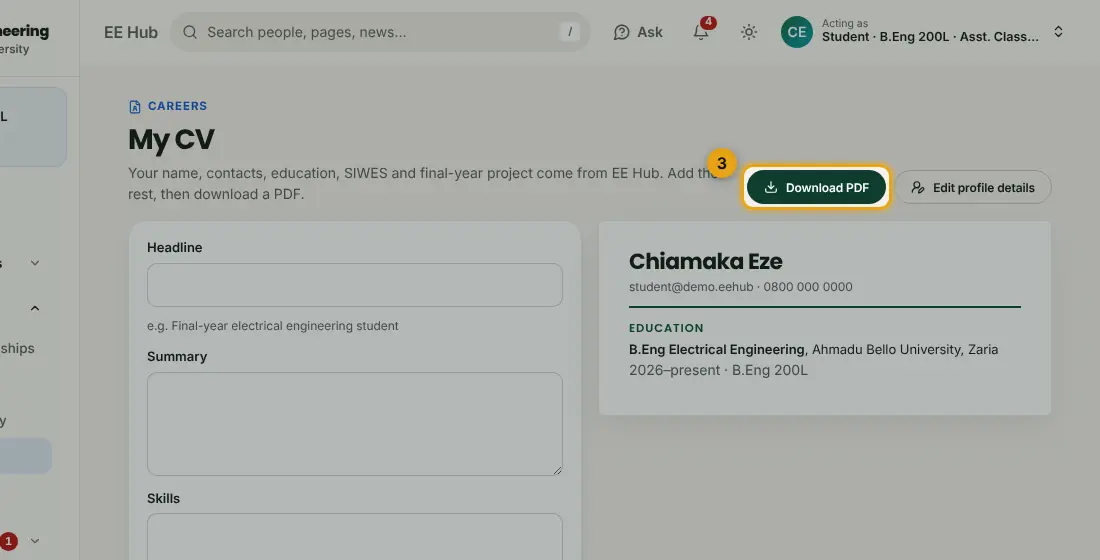 neering
ersity
EE Hub
Search people, pages, news...
/
Ask
4
CE
Acting as
Student · B.Eng 200L · Asst. Class...
L
CAREERS
My CV
Your name, contacts, education, SIWES and final-year project come from EE Hub. Add the
rest, then download a PDF.
3
Download PDF
Edit profile details
Headline
e.g. Final-year electrical engineering student
Summary
Skills
Chiamaka Eze
student@demo.eehub · 0800 000 0000
EDUCATION
B.Eng Electrical Engineering, Ahmadu Bello University, Zaria
2026–present · B.Eng 200L
s
ships
y
1